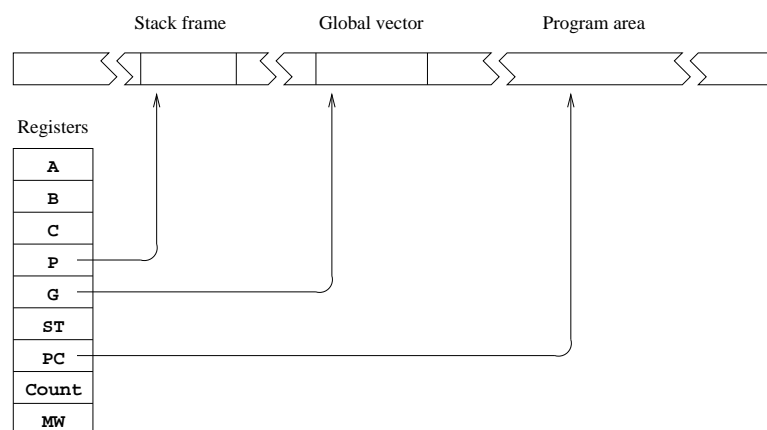 Stack frame Global vector Program area
Registers
A
B
C
P
G
ST
PC
Count
MW